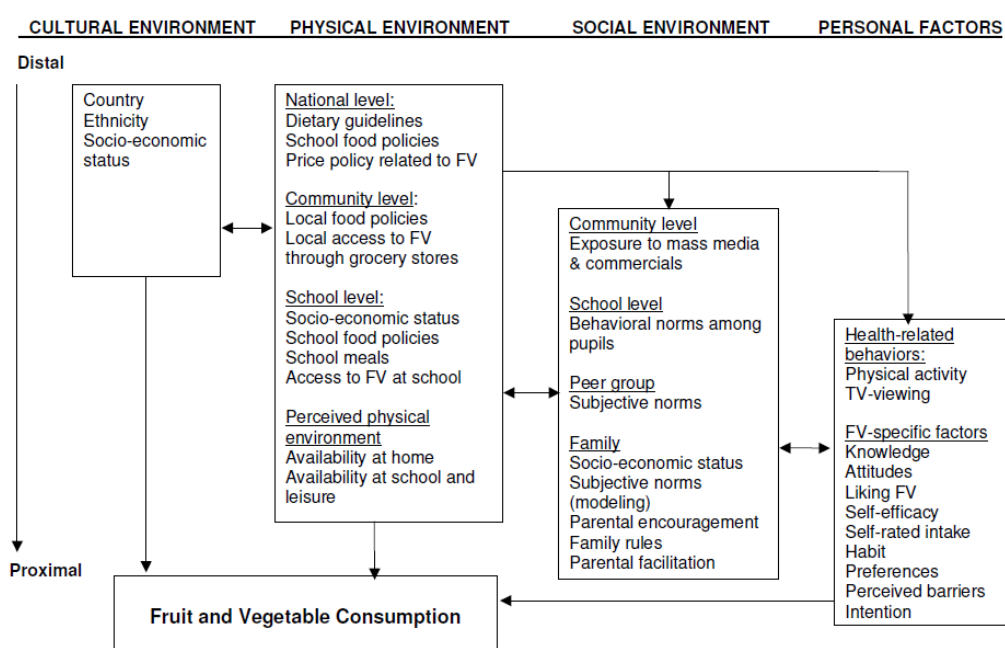 CULTURAL ENVIRONMENT
PHYSICAL ENVIRONMENT
SOCIAL ENVIRONMENT
PERSONAL FACTORS
Distal
Country
Ethnicity
Socio-economic
status
National level:
Dietary guidelines
School food policies
Price policy related to FV
Community level:
Local food policies
Local access to FV
through grocery stores
School level:
Socio-economic status
School food policies
School meals
Access to FV at school
Perceived physical
environment
Availability at home
Availability at school and
leisure
Community level
Exposure to mass media
& commercials
School level
Behavioral norms among
pupils
Peer group
Subjective norms
Family
Socio-economic status
Subjective norms
(modeling)
Parental encouragement
Family rules
Parental facilitation
Health-related
behaviors:
Physical activity
TV-viewing
FV-specific factors
Knowledge
Attitudes
Liking FV
Self-efficacy
Self-rated intake
Habit
Preferences
Perceived barriers
Intention
Proximal
Fruit and Vegetable Consumption